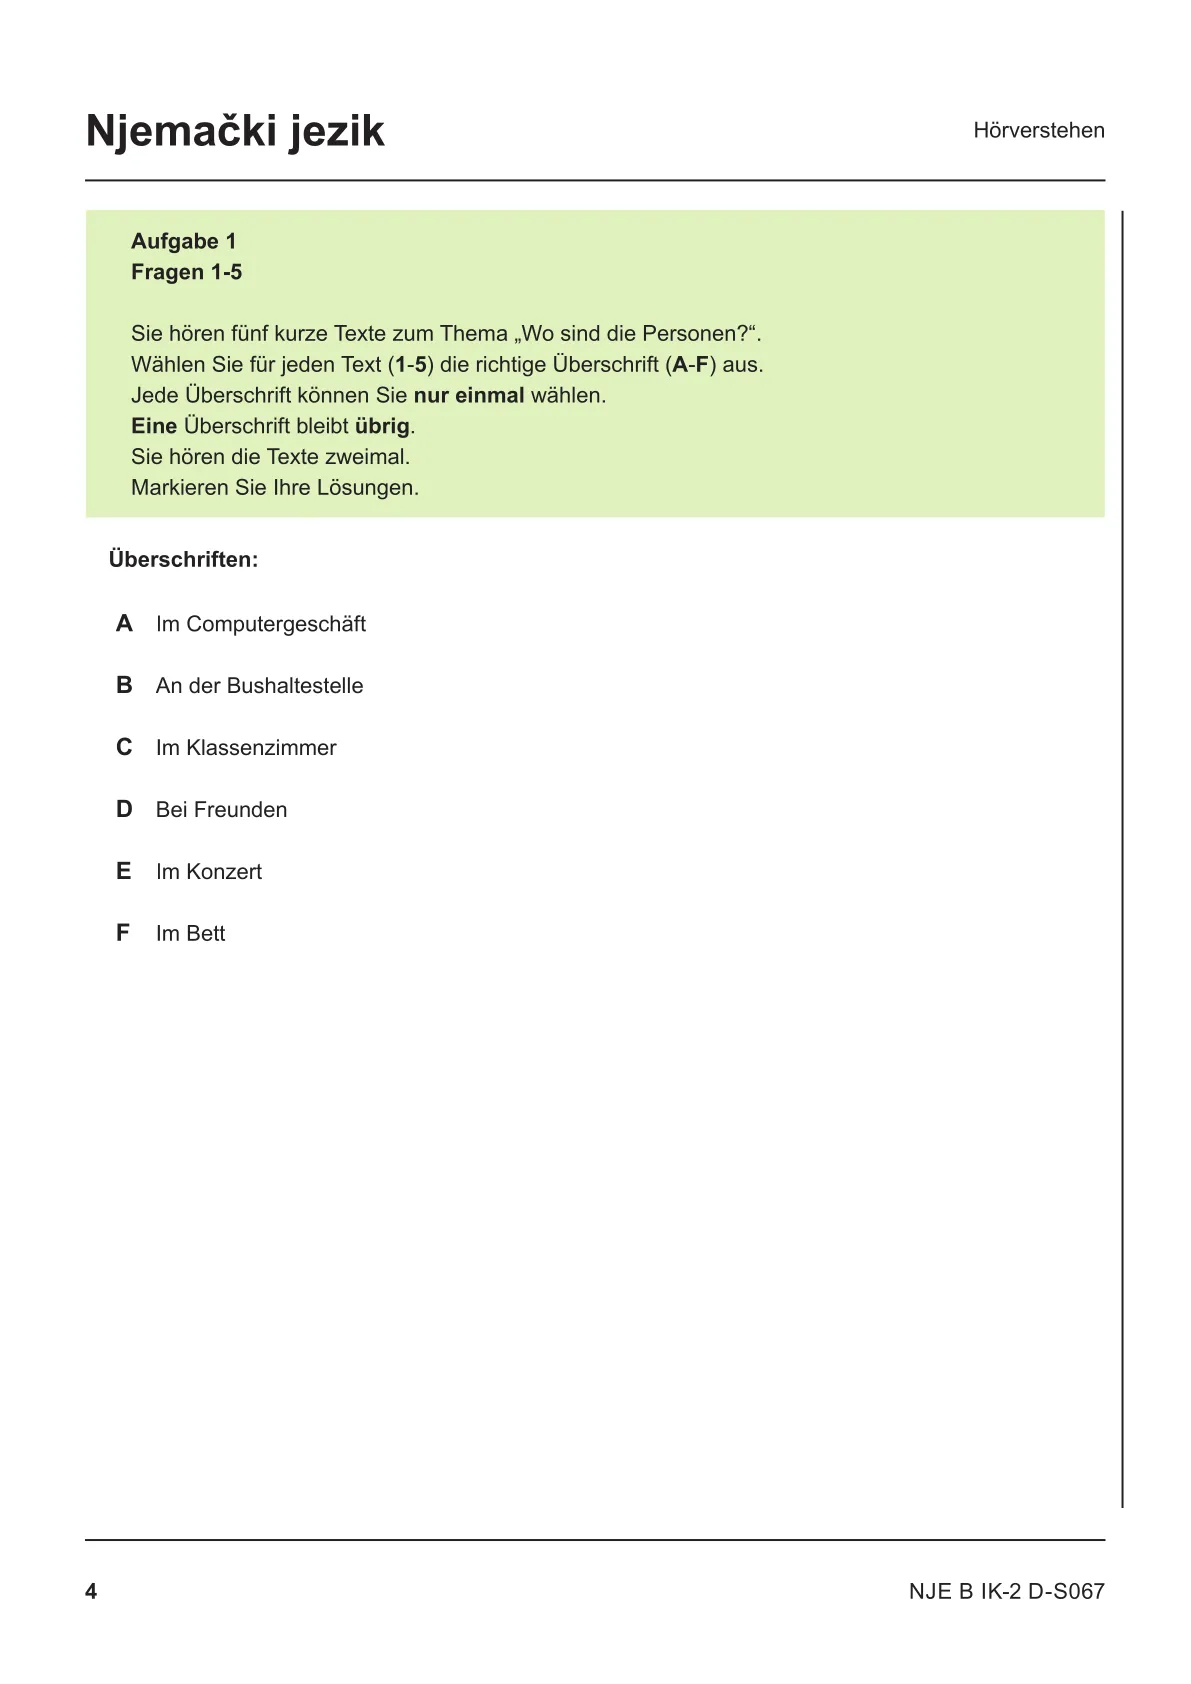 Njemački jezik
Hörverstehen
Aufgabe 1
Fragen 1-5
Sie hören fünf kurze Texte zum Thema „Wo sind die Personen?“.
Wählen Sie für jeden Text (1-5) die richtige Überschrift (A-F) aus.
Jede Überschrift können Sie nur einmal wählen.
Eine Überschrift bleibt übrig.
Sie hören die Texte zweimal.
Markieren Sie Ihre Lösungen.
Überschriften:
A Im Computergeschäft
B An der Bushaltestelle
C Im Klassenzimmer
D Bei Freunden
E Im Konzert
F Im Bett
4
NJE B IK-2 D-S067